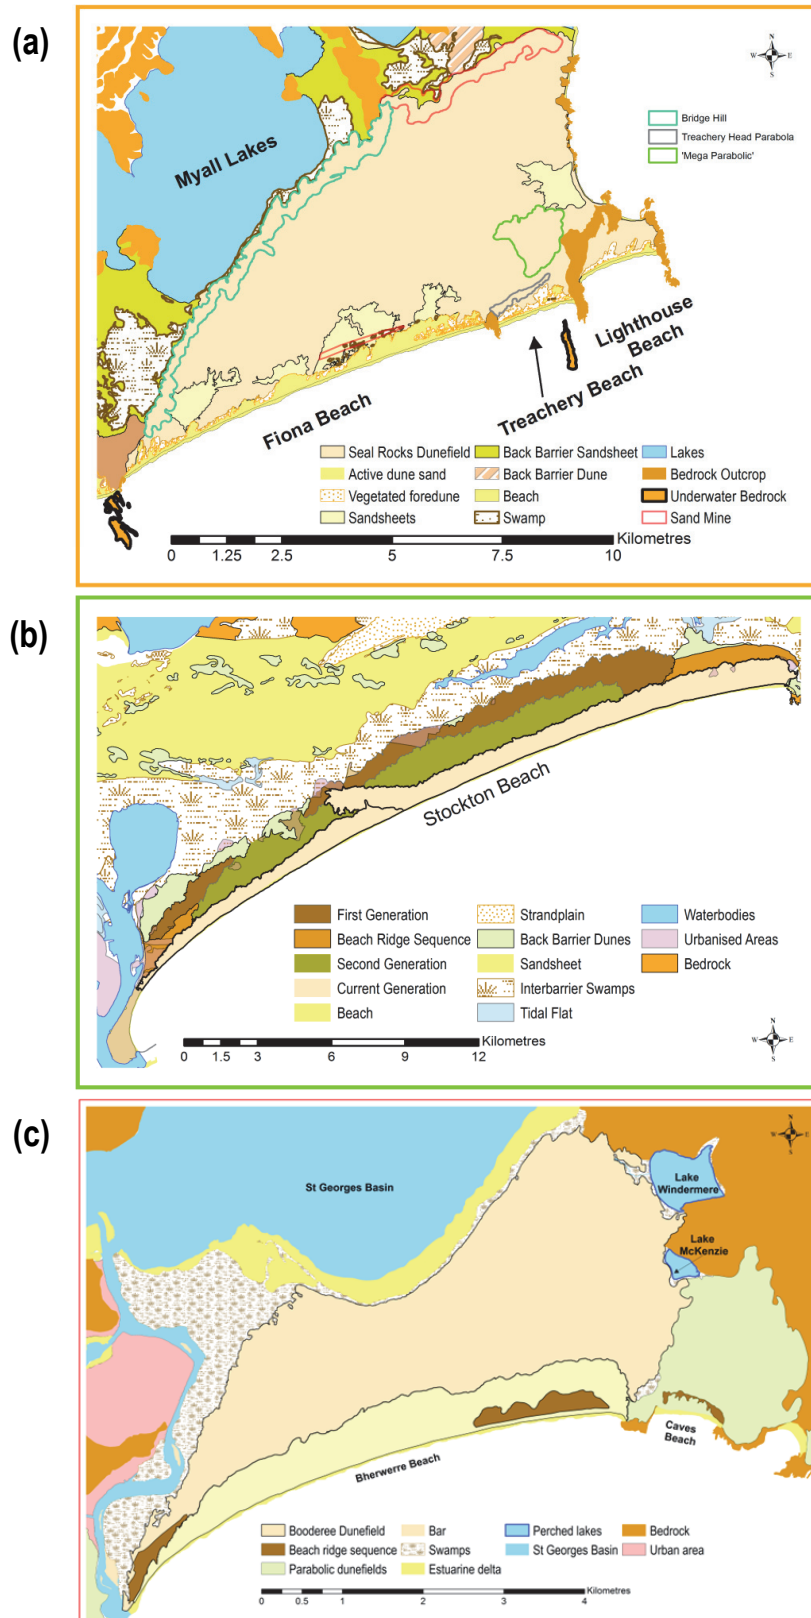 (a)
N
W E
S
Bridge Hill
Treachery Head Parabola
'Mega Parabolic'
Myall Lakes
Lighthouse
Beach
Treachery Beach
Fiona Beach
Seal Rocks Dunefield
Back Barrier Sandsheet
Lakes
Active dune sand
Back Barrier Dune
Bedrock Outcrop
Vegetated foredune
Beach
Underwater Bedrock
Sandsheets
Swamp
Sand Mine
Kilometres
0 1.25 2.5 5 7.5 10
(b)
Stockton Beach
First Generation
Strandplain
Waterbodies
Beach Ridge Sequence
Back Barrier Dunes
Urbanised Areas
Second Generation
Sandsheet
Bedrock
Current Generation
Interbarrier Swamps
Beach
Tidal Flat
N
W E
S
Kilometres
0 1.5 3 6 9 12
(c)
N
W E
S
St Georges Basin
Lake
Windermere
Lake
McKenzie
Caves
Beach
Bherwerre Beach
Booderee Dunefield
Bar
Perched lakes
Bedrock
Beach ridge sequence
Swamps
St Georges Basin
Urban area
Parabolic dunefields
Estuarine delta
Kilometres
0 0.5 1 2 3 4